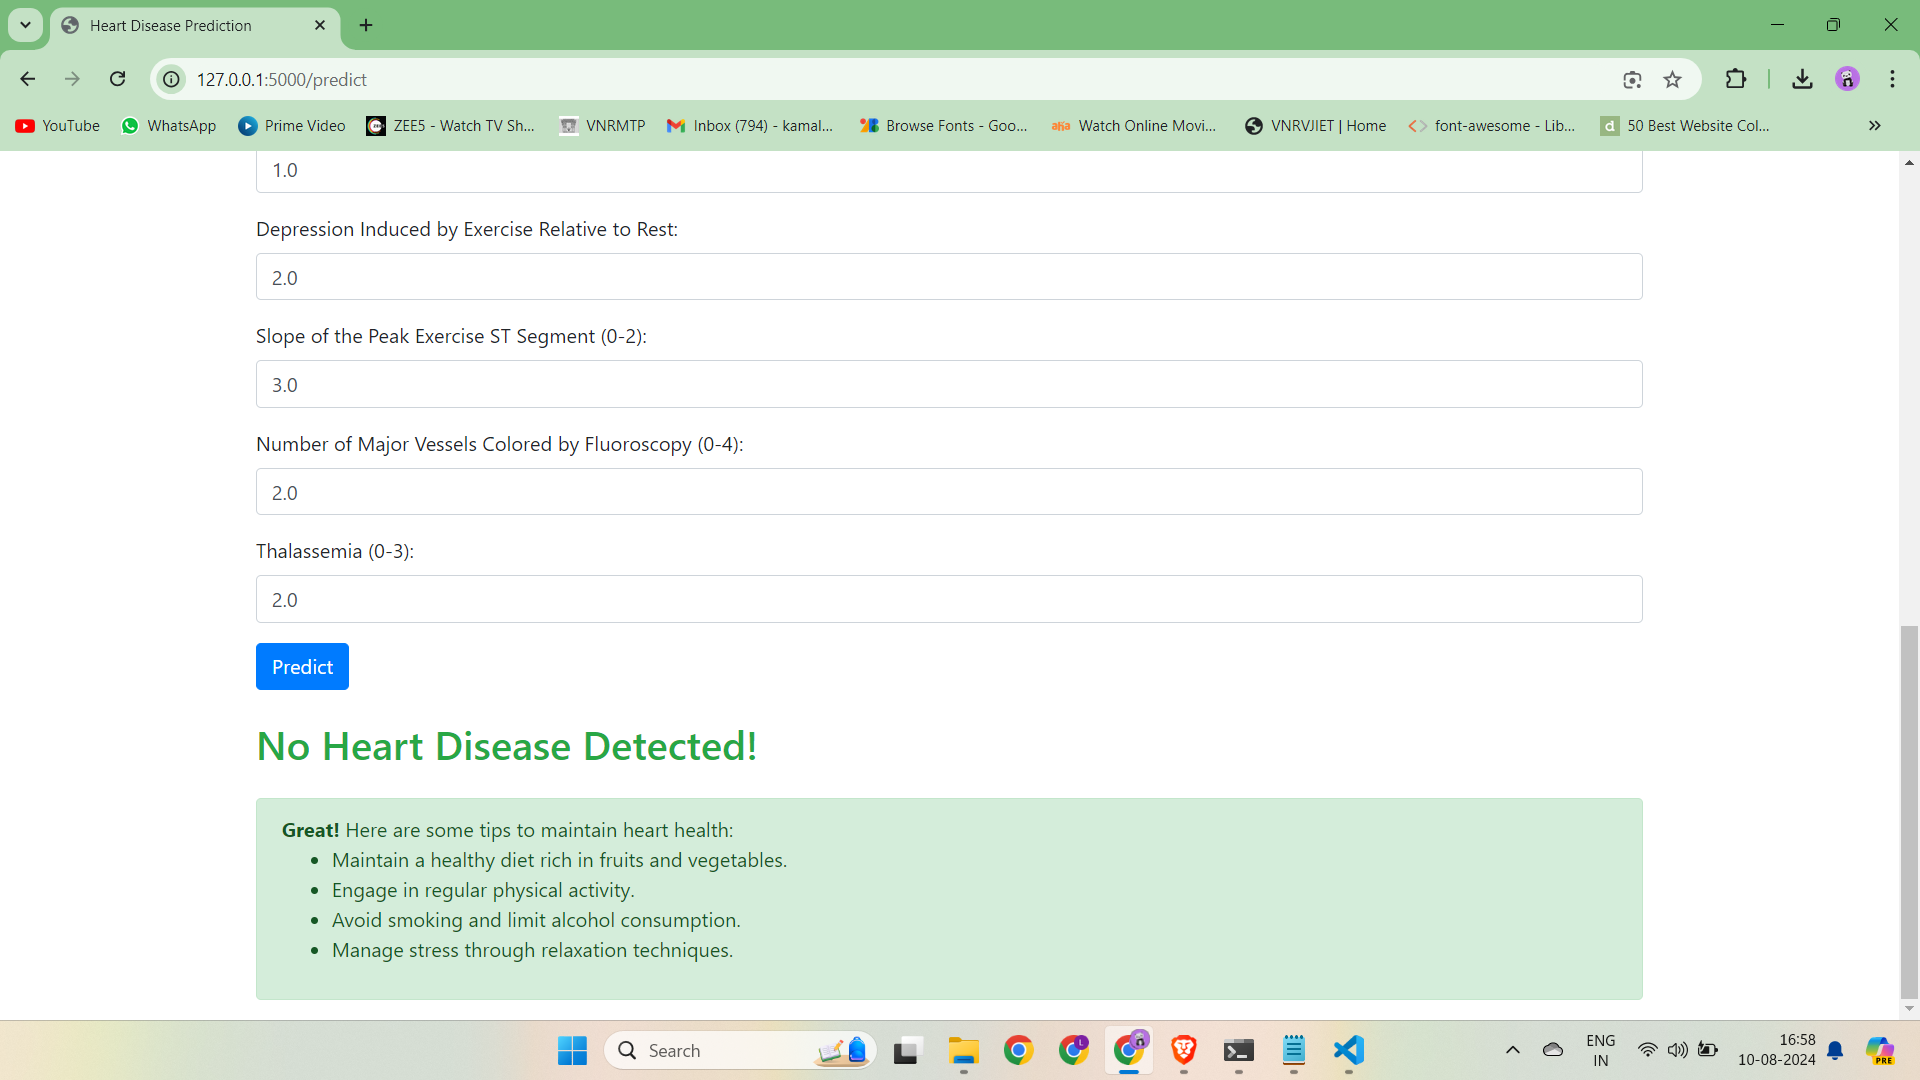 Heart Disease Prediction
127.0.0.1:5000/predict
YouTube WhatsApp Prime Video ZEE5 - Watch TV Sh... VNRMTP Inbox (794) - kamal... Browse Fonts - Goo... aha Watch Online Movi... VNRVJIET | Home font-awesome - Lib... d 50 Best Website Col...
1.0
Depression Induced by Exercise Relative to Rest:
2.0
Slope of the Peak Exercise ST Segment (0-2):
3.0
Number of Major Vessels Colored by Fluoroscopy (0-4):
2.0
Thalassemia (0-3):
2.0
Predict
No Heart Disease Detected!
Great! Here are some tips to maintain heart health:
• Maintain a healthy diet rich in fruits and vegetables.
• Engage in regular physical activity.
• Avoid smoking and limit alcohol consumption.
• Manage stress through relaxation techniques.
Search
L
ENG
IN
16:58
10-08-2024
PRE